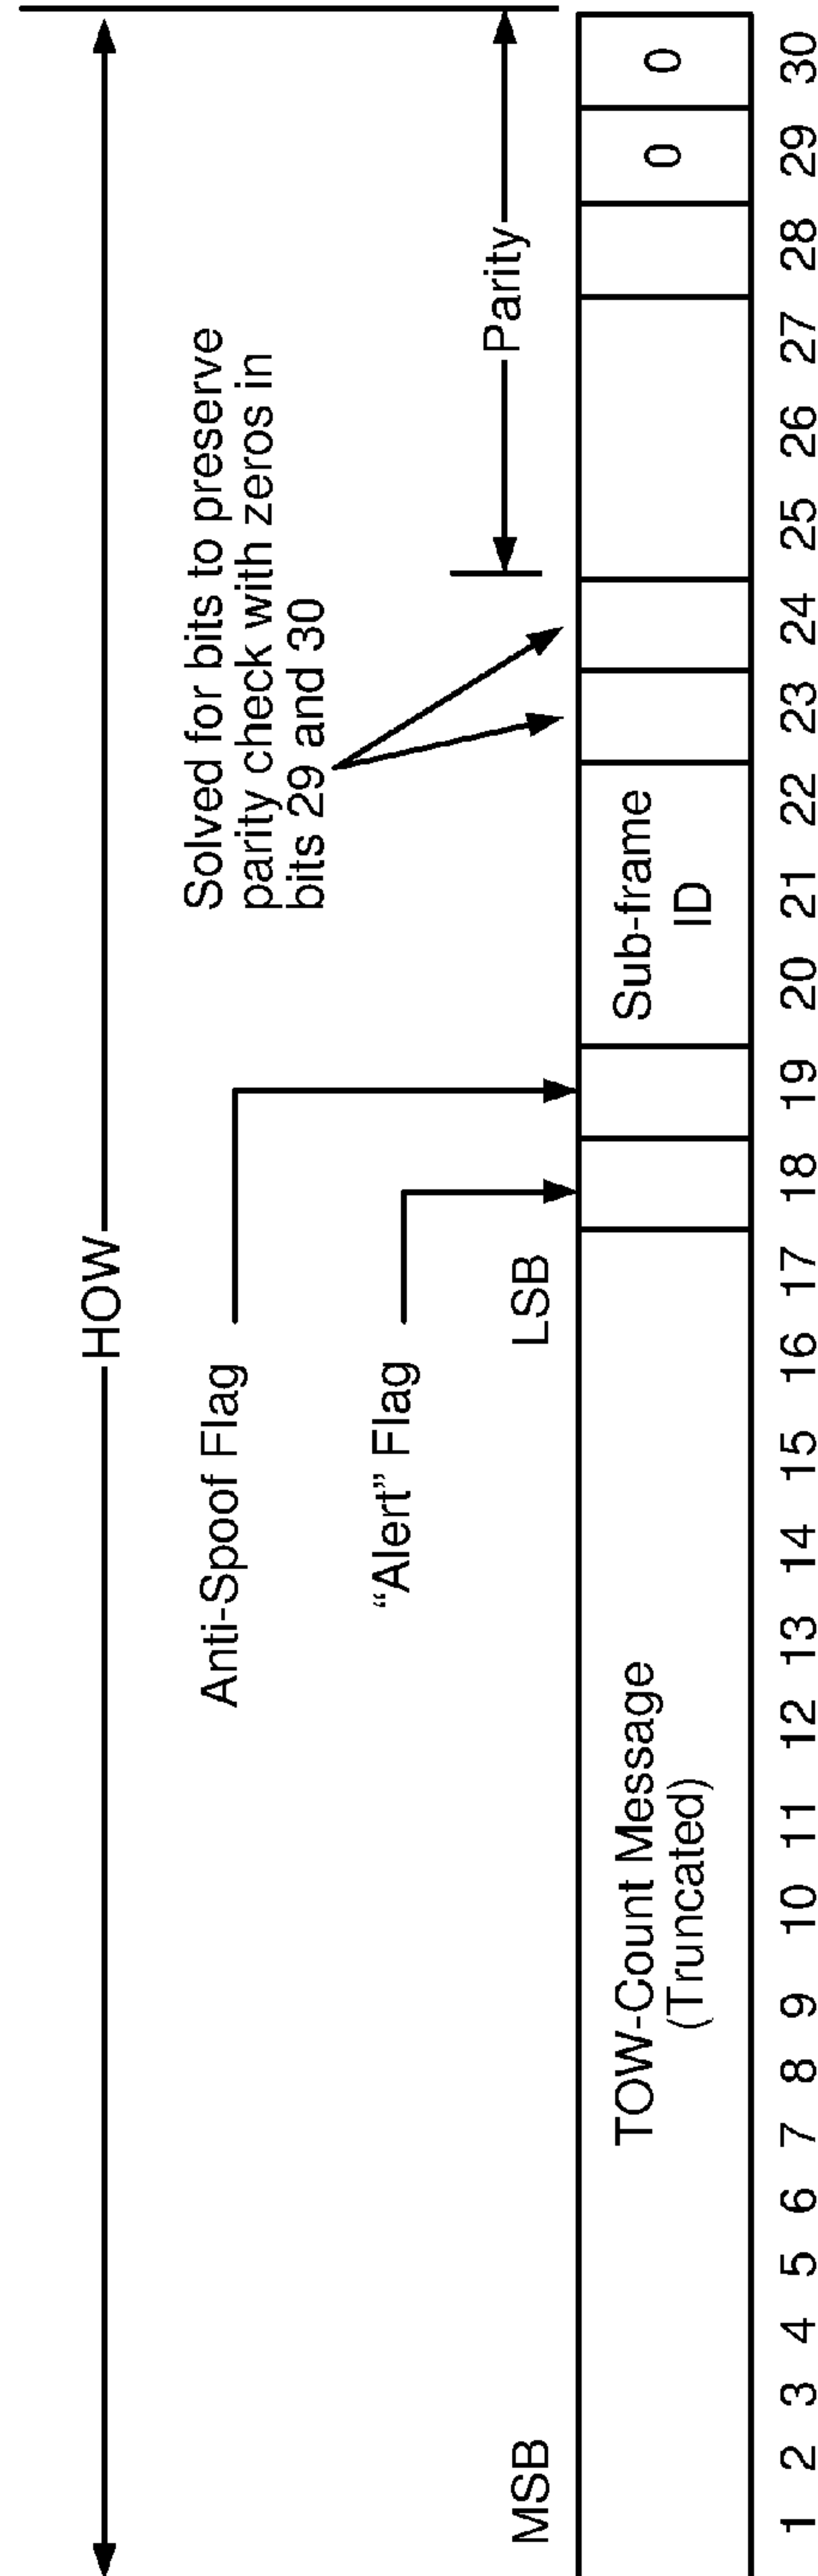 HOW
Solved for bits to preserve
parity check with zeros in
bits 29 and 30
Anti-Spoof Flag
“Alert” Flag
Parity
MSB
LSB
TOW-Count Message
(Truncated)
Sub-frame
ID
0 0
1 2 3 4 5 6 7 8 9 10 11 12 13 14 15 16 17 18 19 20 21 22 23 24 25 26 27 28 29 30